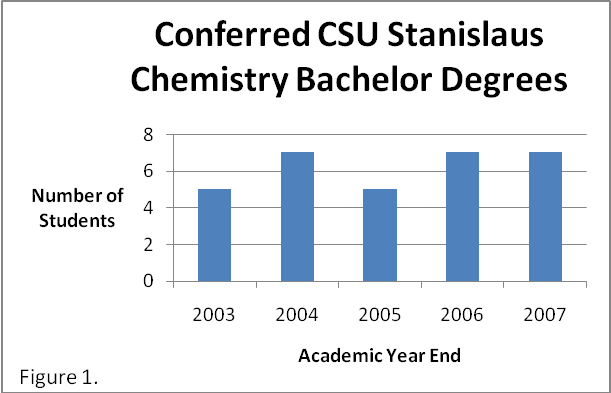 Conferred CSU Stanislaus
Chemistry Bachelor Degrees
8
6
4
2
0
Number of
Students
2003 2004 2005 2006 2007
Academic Year End
Figure 1.